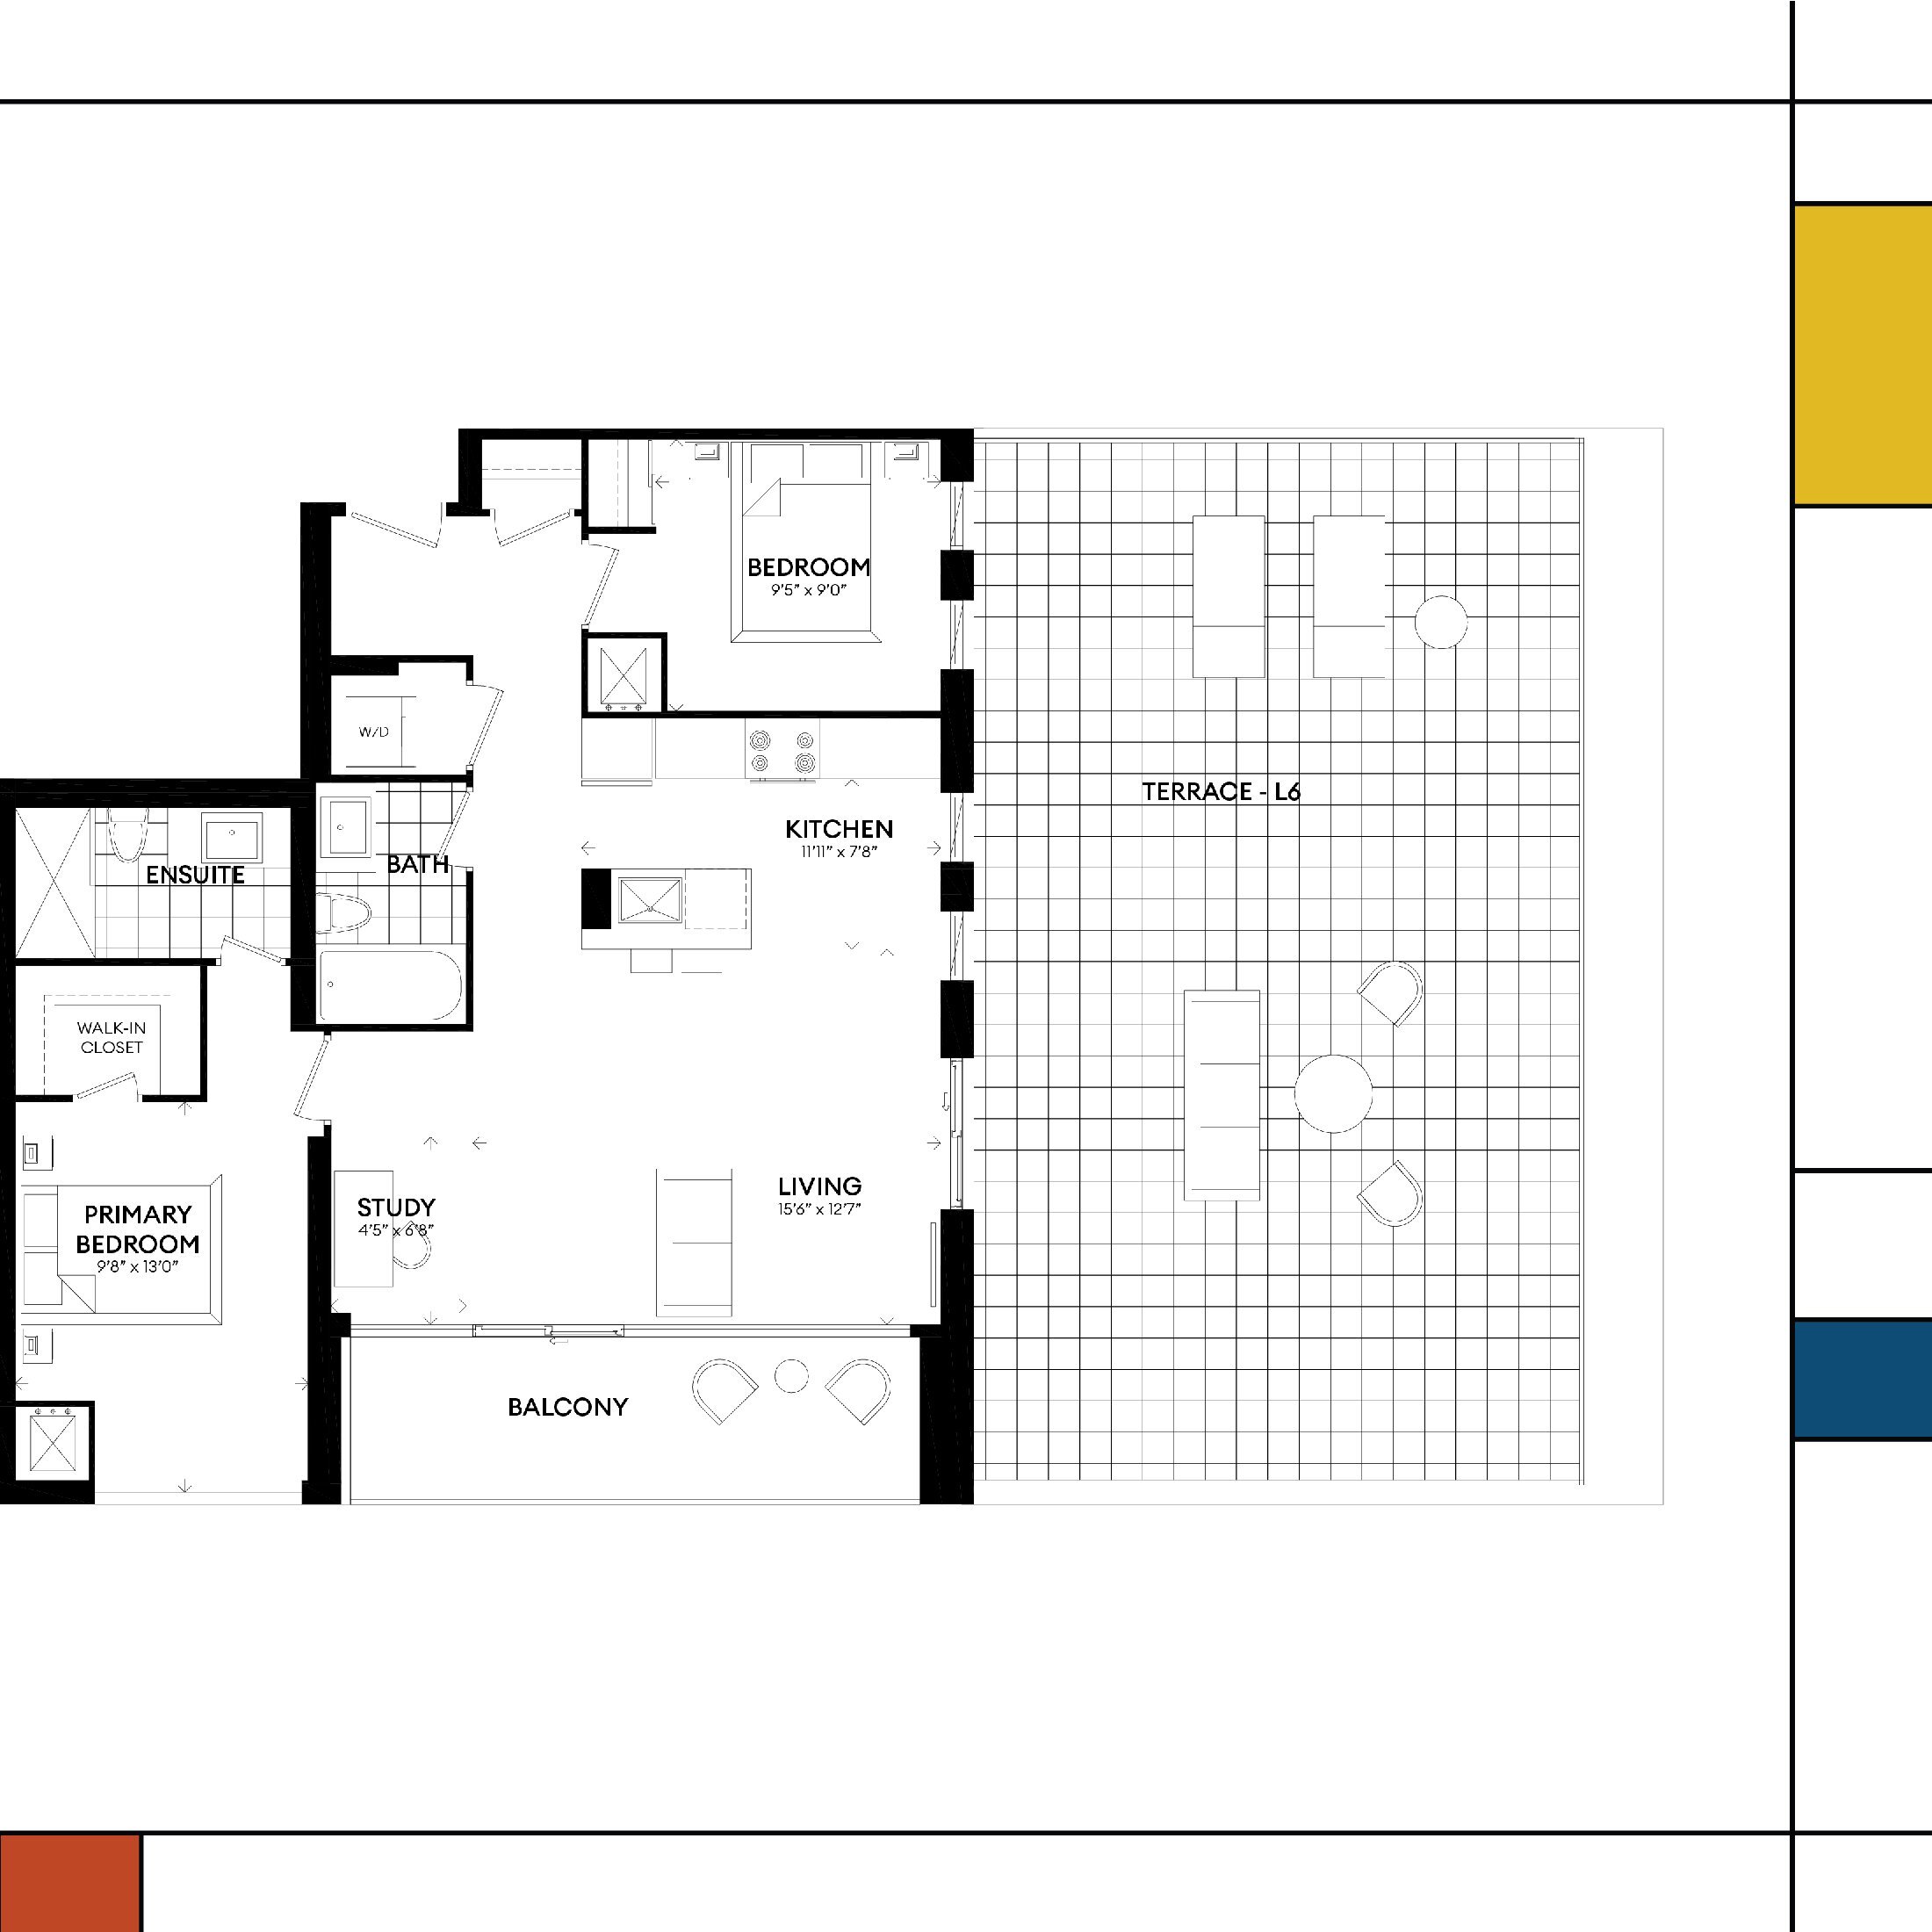 BEDROOM
9'5” x 9'0”
W/D
TERRACE - L6
KITCHEN
11'11” x 7'8”
BATH
ENSUITE
WALK-IN
CLOSET
PRIMARY
BEDROOM
9'8” x 13'0”
STUDY
4'5” x 6'8”
LIVING
15'6” x 12'7”
BALCONY